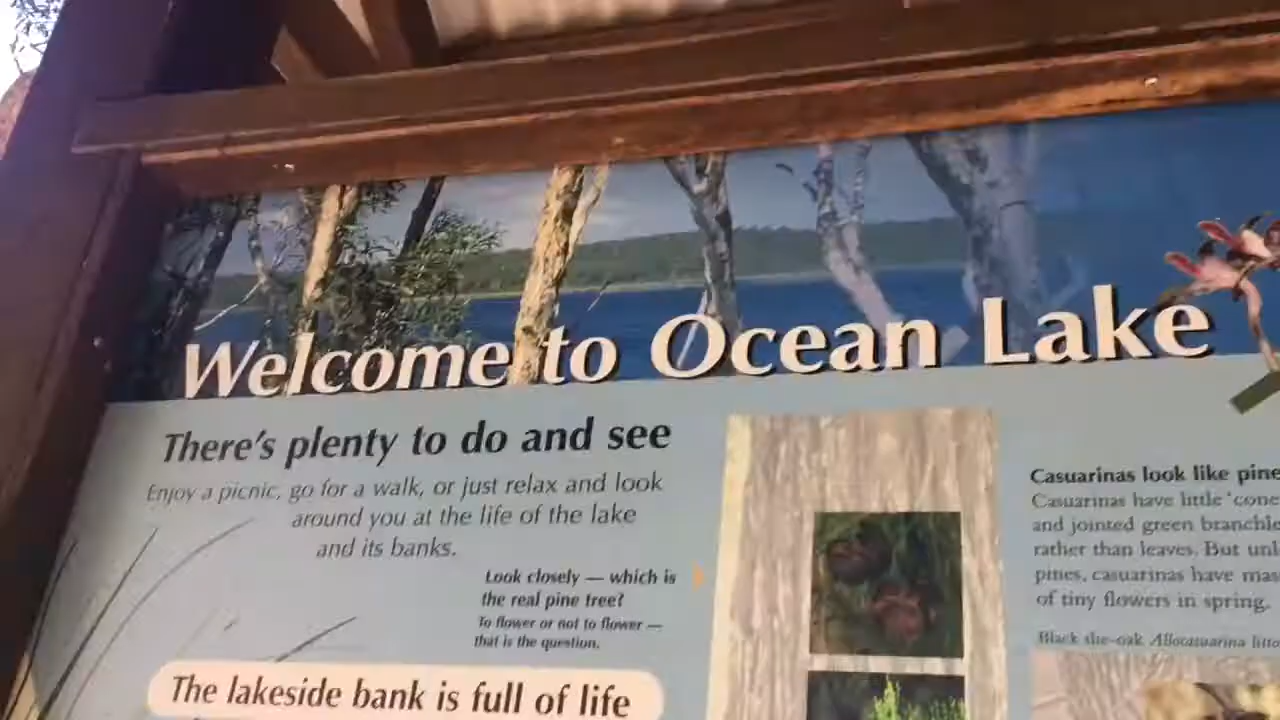 Welcome to Ocean Lake
There's plenty to do and see
Enjoy a picnic, go for a walk, or just relax and look
around you at the life of the lake
and its banks.
Look closely — which is
the real pine tree?
To flower or not to flower —
that is the question.
The lakeside bank is full of life
Casuarinas look like pine
Casuarinas have little 'cone
and jointed green branchle
rather than leaves. But unl
pines, casuarinas have mas
of tiny flowers in spring.
Black she-oak Allocasuarina litto